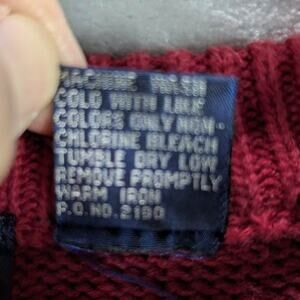 MACHINE WASH
COLD WITH LIKE
COLORS ONLY NON-
CHLORINE BLEACH
TUMBLE DRY LOW
REMOVE PROMPTLY
WARM IRON
P.O.NO.2190